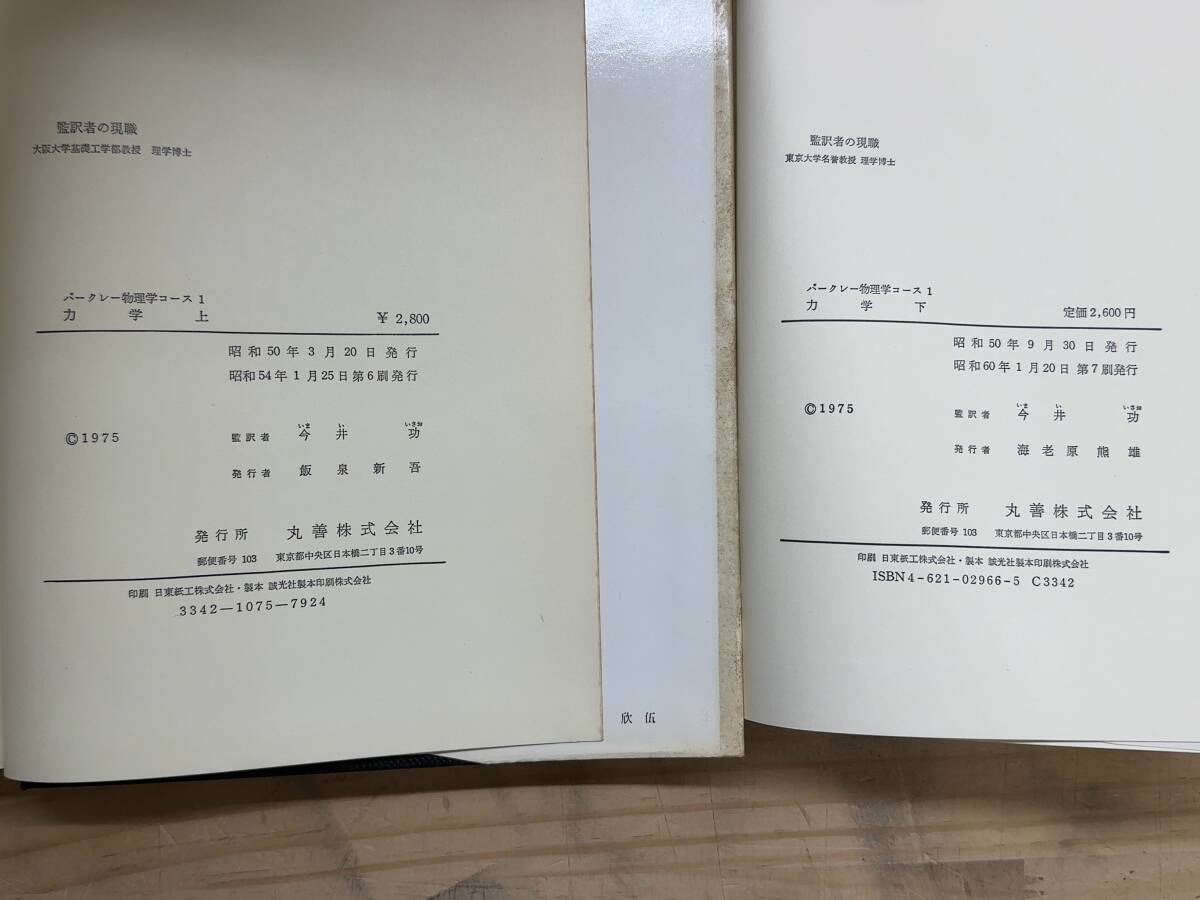 監訳者の現職
大阪大学基礎工学部教授 理学博士
バークレー物理学コース 1
力 学 上 ¥ 2,800
昭和 50 年 3 月 20 日 発 行
昭和 54 年 1 月 25 日 第 6 刷 発行
©1975 監訳者 今井 功
いま い いさお
発行者 飯泉新吾
発行所 丸善株式会社
郵便番号 103 東京都中央区日本橋二丁目3番10号
印刷 日東紙工株式会社・製本 誠光社製本印刷株式会社
3342—1075—7924
欣 伍
監訳者の現職
東京大学名誉教授 理学博士
バークレー物理学コース 1
力 学 下 定価 2,600 円
昭和 50 年 9 月 30 日 発 行
昭和 60 年 1 月 20 日 第 7 刷発行
いま い いさお
©1975 監訳者 今井 功
発行者 海老原熊雄
発行所 丸善株式会社
郵便番号 103 東京都中央区日本橋二丁目3番10号
印刷 日東紙工株式会社・製本 誠光社製本印刷株式会社
ISBN 4-621-02966-5 C3342